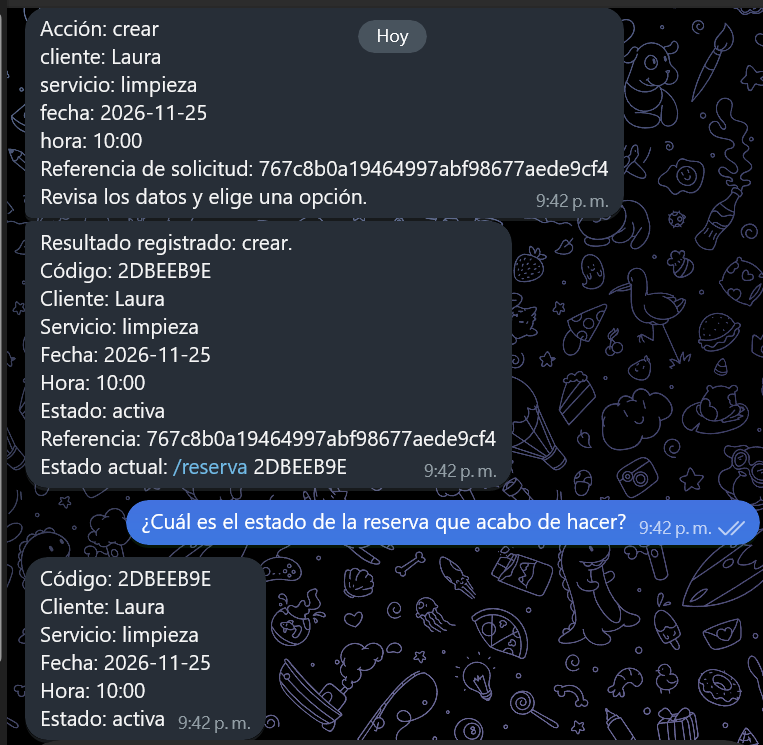 Hoy
Acción: crear
cliente: Laura
servicio: limpieza
fecha: 2026-11-25
hora: 10:00
Referencia de solicitud: 767c8b0a19464997abf98677aede9cf4
Revisa los datos y elige una opción.
9:42 p. m.
Resultado registrado: crear.
Código: 2DBEEB9E
Cliente: Laura
Servicio: limpieza
Fecha: 2026-11-25
Hora: 10:00
Estado: activa
Referencia: 767c8b0a19464997abf98677aede9cf4
Estado actual: /reserva 2DBEEB9E
9:42 p. m.
¿Cuál es el estado de la reserva que acabo de hacer?
9:42 p. m.
Código: 2DBEEB9E
Cliente: Laura
Servicio: limpieza
Fecha: 2026-11-25
Hora: 10:00
Estado: activa
9:42 p. m.